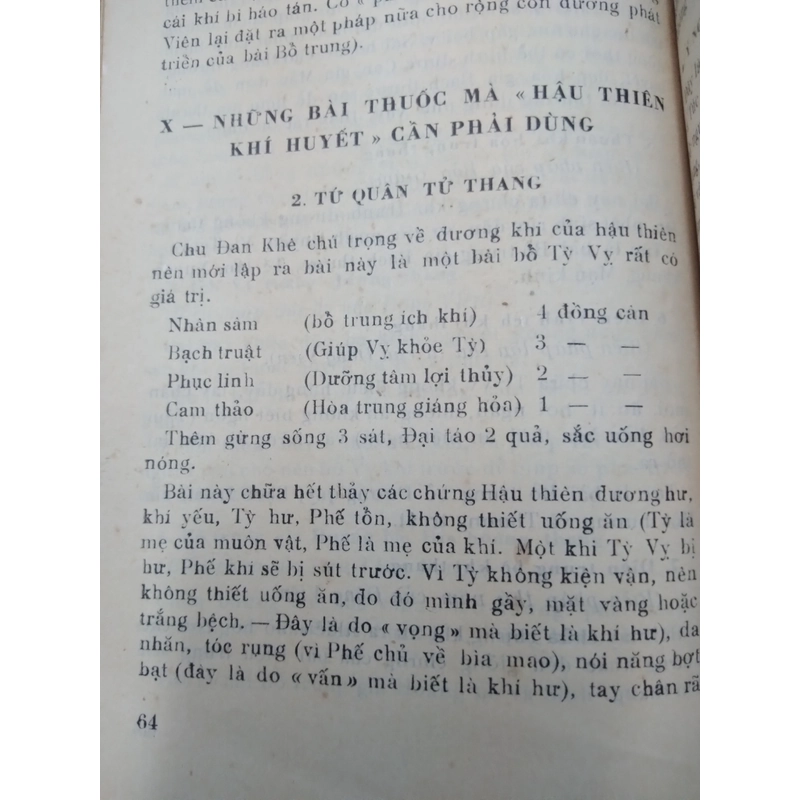 cái khí bị hao tán. Có
Viên lại đặt ra một pháp nữa cho rộng con đường phát
triển của bài Bổ trung).
X — NHỮNG BÀI THUỐC MÀ « HẬU THIÊN
KHÍ HUYẾT » CẦN PHẢI DÙNG
2. TỨ QUÂN TỬ THANG
Chu Đan Khê chú trọng về dương khí của hậu thiên
nên mới lập ra bài này là một bài bổ Tỳ Vỵ rất có
giá trị.
Nhân sâm (bổ trung ích khí) 4 đồng cân
Bạch truật (Giúp Vỵ khỏe Tỳ) 3 — —
Phục linh (Dưỡng tâm lợi thủy) 2 — —
Cam thảo (Hòa trung giáng hỏa) 1 — —
Thêm gừng sống 3 sát, Đại táo 2 quả, sắc uống hơi
nóng.
Bài này chữa hết thảy các chứng Hậu thiên dương hư,
khí yếu, Tỳ hư, Phế tổn, không thiết uống ăn (Tỳ là
mẹ của muôn vật, Phế là mẹ của khí. Một khi Tỳ Vỵ bị
hư, Phế khí sẽ bị sút trước. Vì Tỳ không kiện vận, nên
không thiết uống ăn, do đó mình gầy, mặt vàng hoặc
trắng bệch. — Đây là do « vọng » mà biết là khí hư), da
nhăn, tóc rụng (vì Phế chủ về bìa mao), nói năng bợt
bạt (đây là do « vấn » mà biết là khí hư), tay chân rã
64